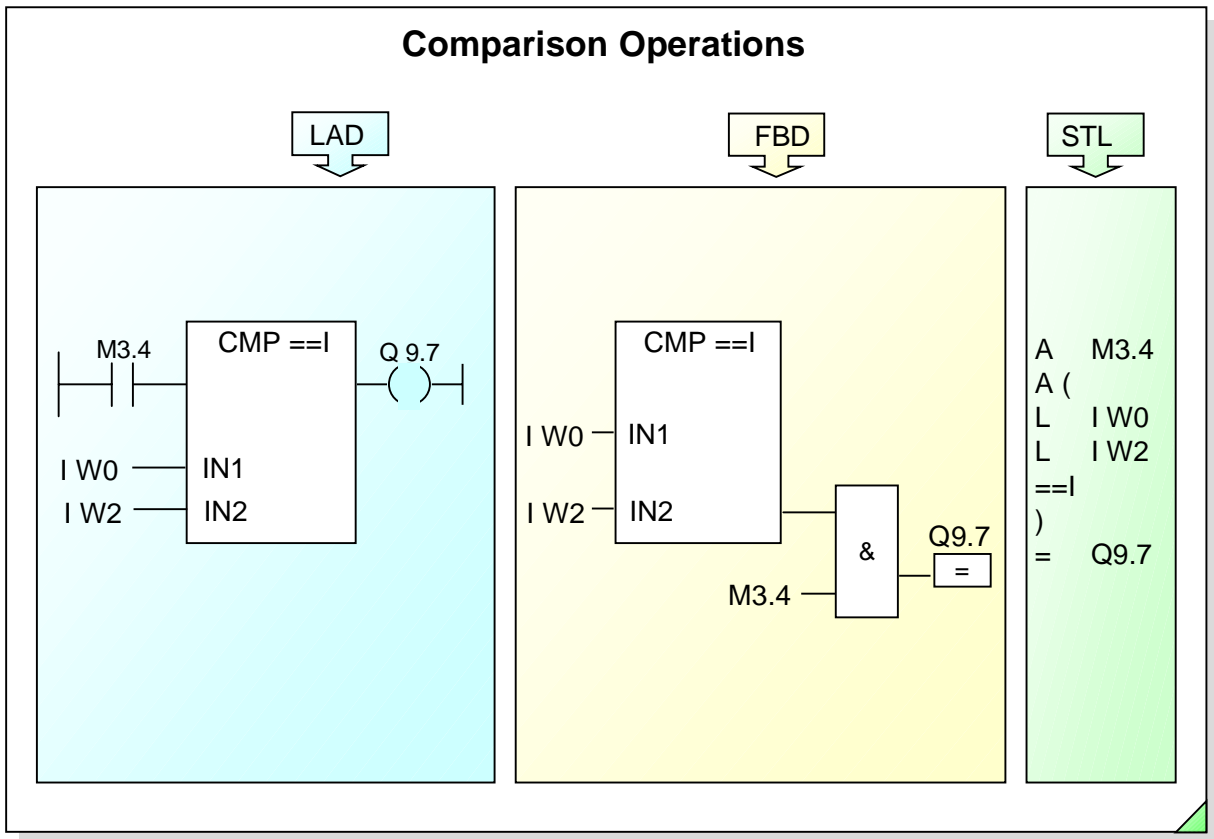 Comparison Operations
LAD
M3.4
CMP ==I
Q 9.7
I W0
IN1
I W2
IN2
FBD
CMP ==I
I W0
IN1
I W2
IN2
&
M3.4
Q9.7
=
STL
A M3.4
A (
L I W0
L I W2
==I
)
= Q9.7